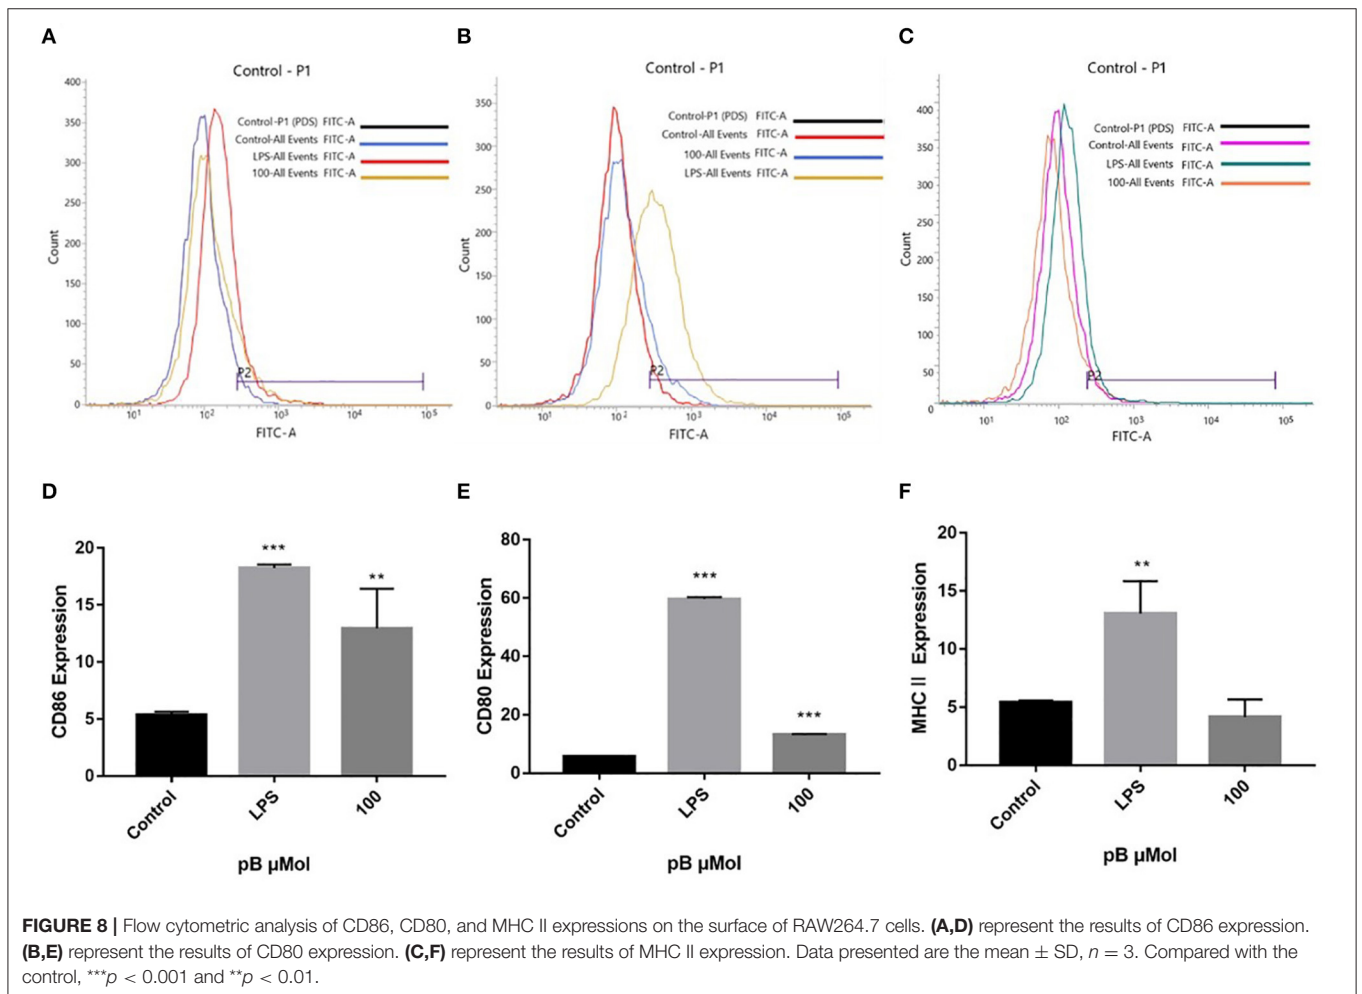 A
B
C
Control - P1
400
350
300
250
200
150
100
50
0
Count
Control-P1 (PDS) FITC-A
Control-All Events FITC-A
LPS-All Events FITC-A
100-All Events FITC-A
P2
10¹ 10² 10³ 10⁴ 10⁵
FITC-A
Control - P1
350
300
250
200
150
100
50
0
Count
Control-P1 (PDS) FITC-A
Control-All Events FITC-A
100-All Events FITC-A
LPS-All Events FITC-A
P2
10¹ 10² 10³ 10⁴ 10⁵
FITC-A
Control - P1
400
350
300
250
200
150
100
50
0
Count
Control-P1 (PDS) FITC-A
Control-All Events FITC-A
LPS-All Events FITC-A
100-All Events FITC-A
P2
10¹ 10² 10³ 10⁴ 10⁵
FITC-A
D
E
F
20
15
10
5
0
CD86 Expression
***
**
Control
LPS
100
pB µMol
80
60
40
20
0
CD80 Expression
***
***
Control
LPS
100
pB µMol
20
15
10
5
0
MHC II Expression
**
Control
LPS
100
pB µMol
FIGURE 8 | Flow cytometric analysis of CD86, CD80, and MHC II expressions on the surface of RAW264.7 cells. (A,D) represent the results of CD86 expression.
(B,E) represent the results of CD80 expression. (C,F) represent the results of MHC II expression. Data presented are the mean ± SD, n = 3. Compared with the
control, ***p < 0.001 and **p < 0.01.